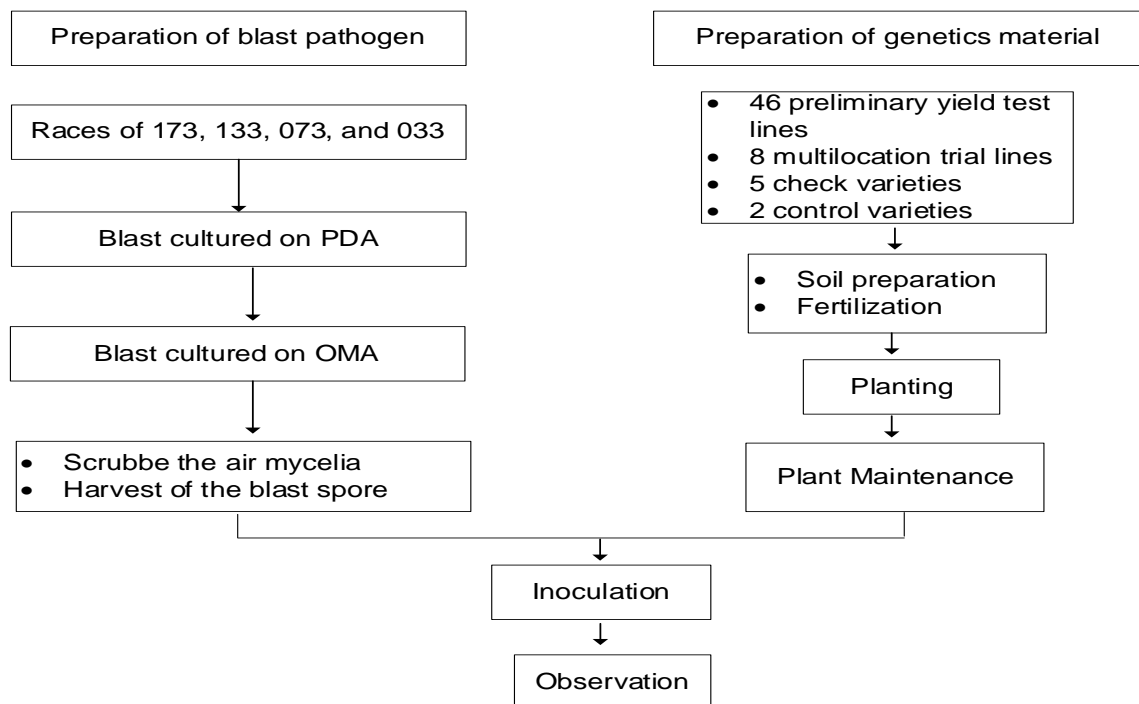 Preparation of blast pathogen
Races of 173, 133, 073, and 033
Blast cultured on PDA
Blast cultured on OMA
• Scrubbe the air mycelia
• Harvest of the blast spore
Preparation of genetics material
• 46 preliminary yield test
lines
• 8 multilocation trial lines
• 5 check varieties
• 2 control varieties
• Soil preparation
• Fertilization
Planting
Plant Maintenance
Inoculation
Observation